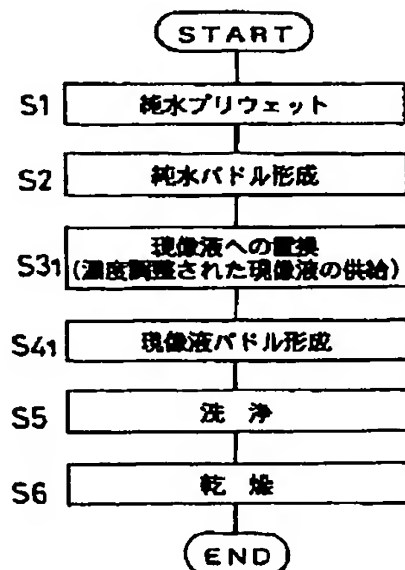 START
S1 純水プリウェット
S2 純水パドル形成
現像液への置換
S31 (濃度調整された現像液の供給)
S41 現像液パドル形成
S5 洗浄
S6 乾燥
END